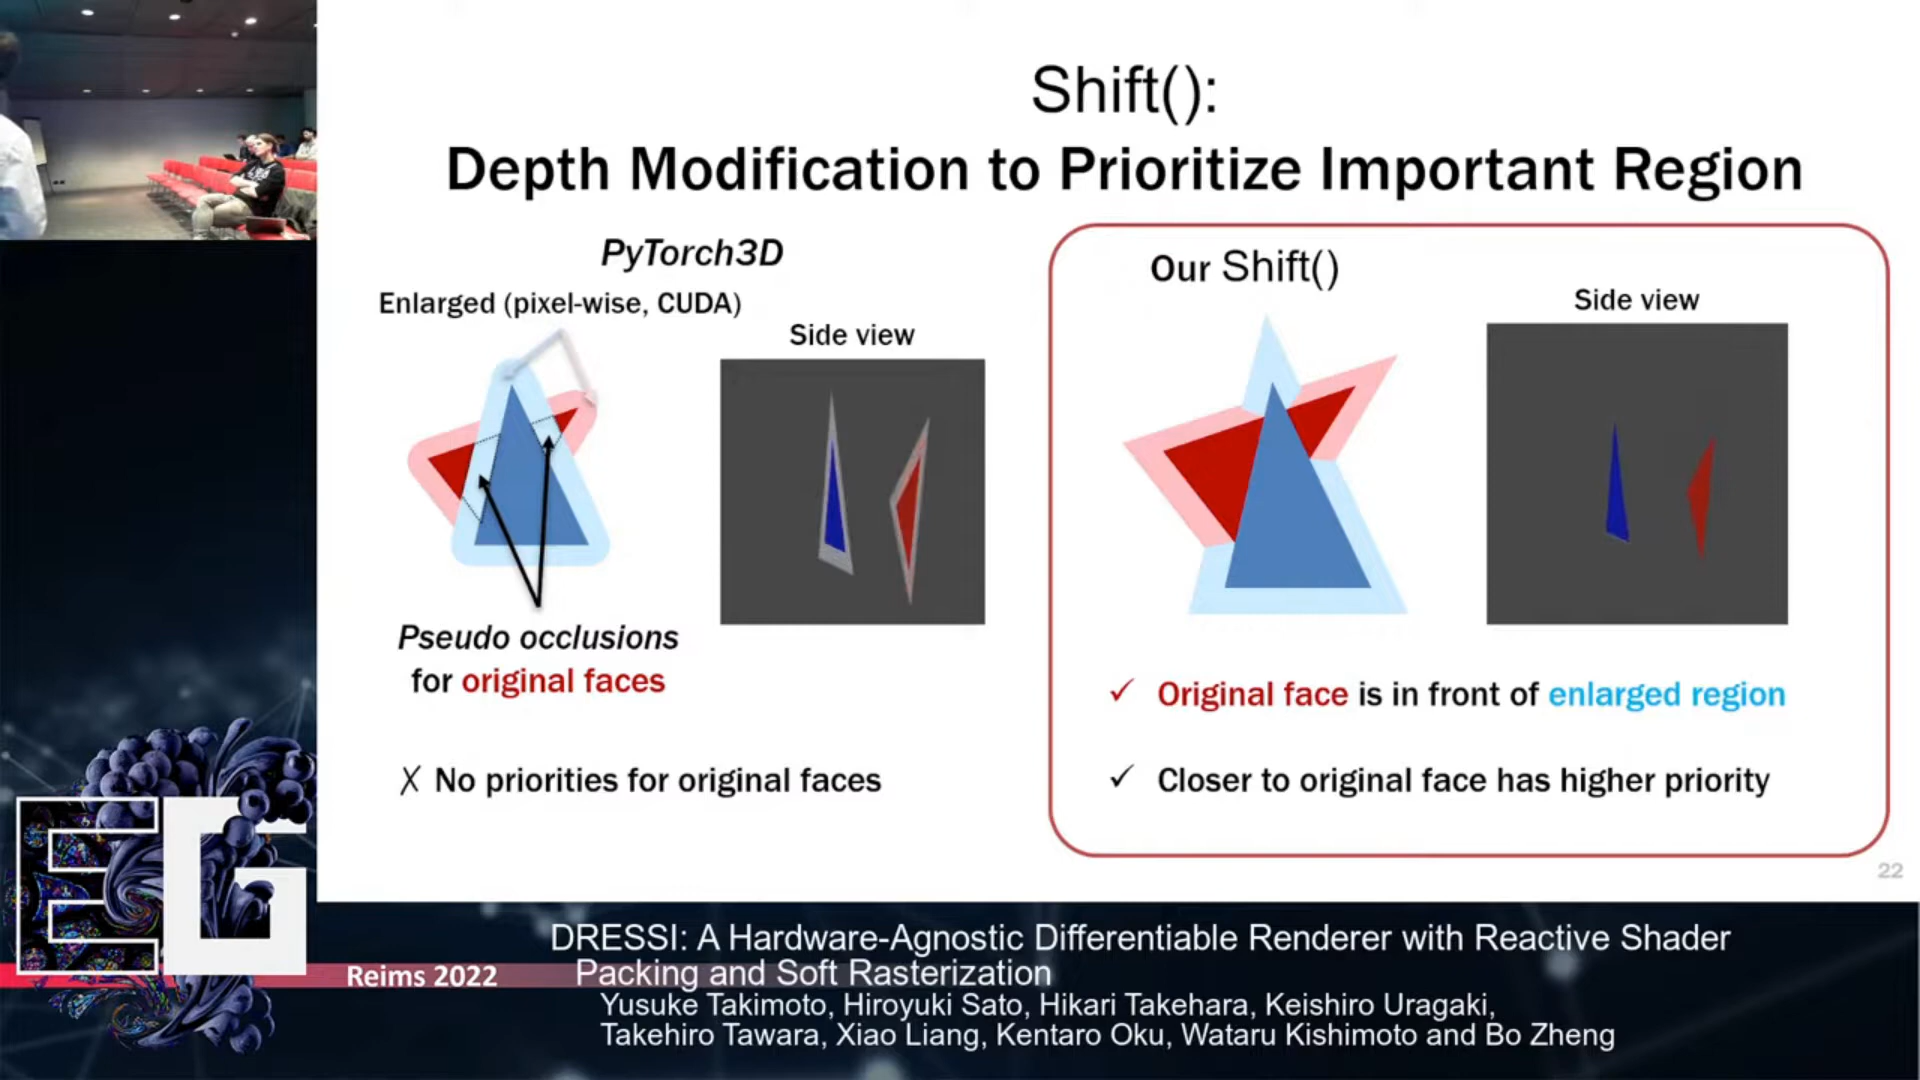 Shift():
Depth Modification to Prioritize Important Region
PyTorch3D
Enlarged (pixel-wise, CUDA)
Side view
Pseudo occlusions
for original faces
✗ No priorities for original faces
Our Shift()
Side view
✓ Original face is in front of enlarged region
✓ Closer to original face has higher priority
22
EG
Reims 2022
DRESSI: A Hardware-Agnostic Differentiable Renderer with Reactive Shader
Packing and Soft Rasterization
Yusuke Takimoto, Hiroyuki Sato, Hikari Takehara, Keishiro Uragaki,
Takehiro Tawara, Xiao Liang, Kentaro Oku, Wataru Kishimoto and Bo Zheng